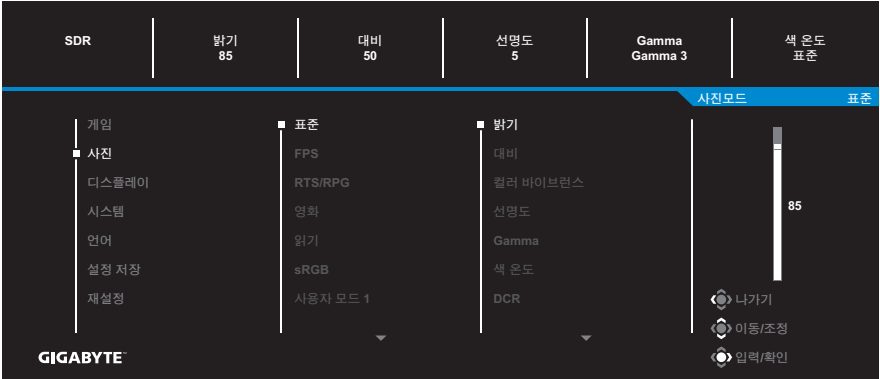 SDR
밝기
85
대비
50
선명도
5
Gamma
Gamma 3
색 온도
표준
사진모드 표준
게임
사진
디스플레이
시스템
언어
설정 저장
재설정
표준
FPS
RTS/RPG
영화
읽기
sRGB
사용자 모드 1
밝기
대비
컬러 바이브런스
선명도
Gamma
색 온도
DCR
85
나가기
이동/조정
입력/확인
GIGABYTE™